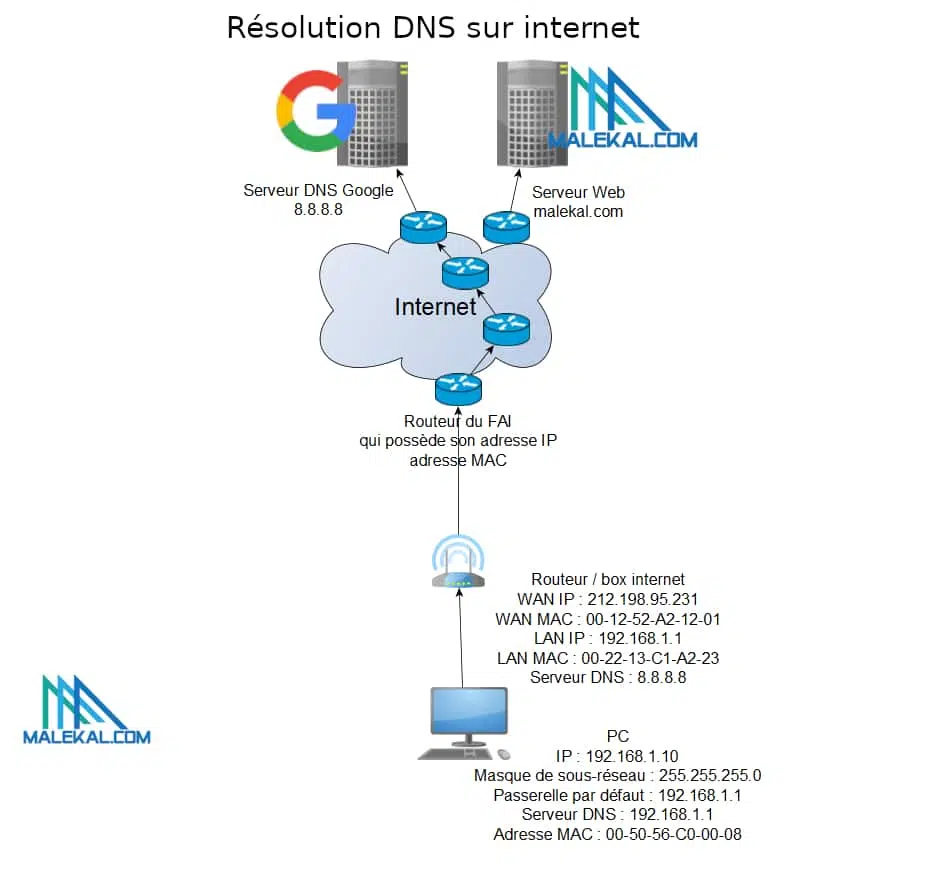 Résolution DNS sur internet
MALEKAL.COM
Serveur DNS Google
8.8.8.8
Serveur Web
malekal.com
Internet
Routeur du FAI
qui possède son adresse IP
adresse MAC
Routeur / box internet
WAN IP : 212.198.95.231
WAN MAC : 00-12-52-A2-12-01
LAN IP : 192.168.1.1
LAN MAC : 00-22-13-C1-A2-23
Serveur DNS : 8.8.8.8
MALEKAL.COM
PC
IP : 192.168.1.10
Masque de sous-réseau : 255.255.255.0
Passerelle par défaut : 192.168.1.1
Serveur DNS : 192.168.1.1
Adresse MAC : 00-50-56-C0-00-08